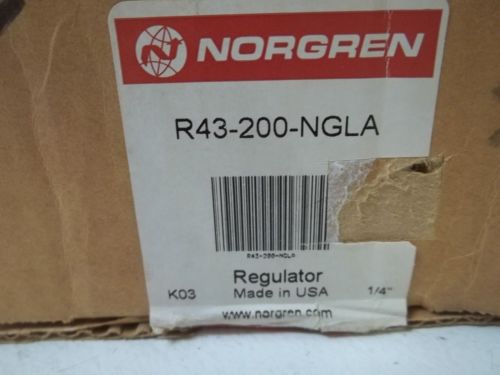 NORGREN
R43-200-NGLA
R43-200-NGLA
Regulator
K03 Made in USA 1/4"
www.norgren.com